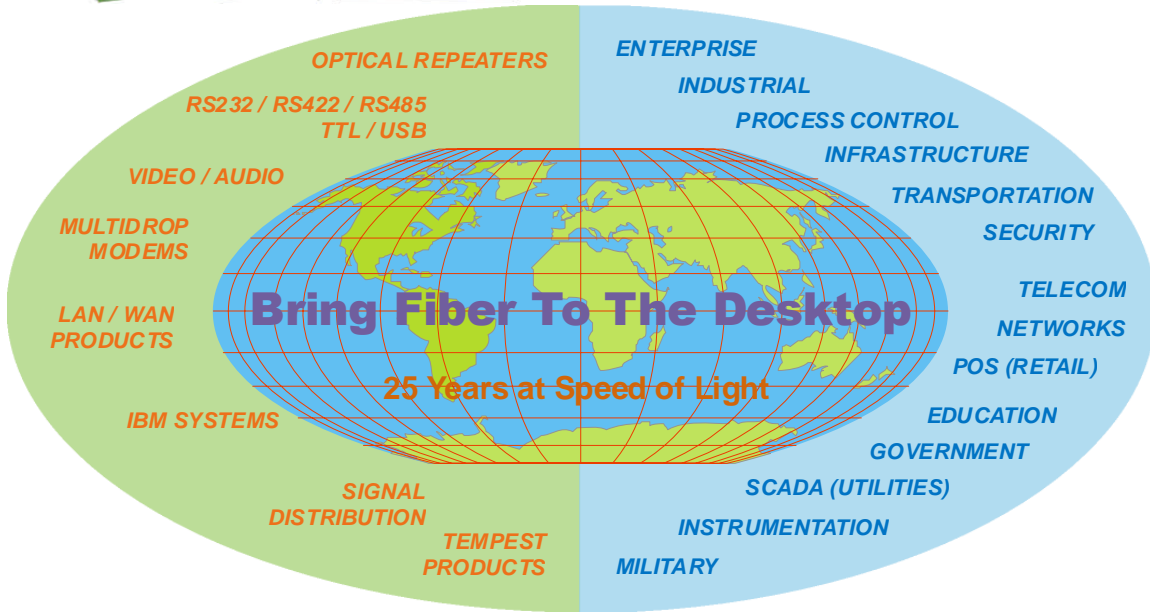 OPTICAL REPEATERS
RS232 / RS422 / RS485
TTL / USB
VIDEO / AUDIO
MULTIDROP
MODEMS
LAN / WAN
PRODUCTS
IBM SYSTEMS
SIGNAL
DISTRIBUTION
TEMPEST
PRODUCTS
Bring Fiber To The Desktop
25 Years at Speed of Light
ENTERPRISE
INDUSTRIAL
PROCESS CONTROL
INFRASTRUCTURE
TRANSPORTATION
SECURITY
TELECOM
NETWORKS
POS (RETAIL)
EDUCATION
GOVERNMENT
SCADA (UTILITIES)
INSTRUMENTATION
MILITARY